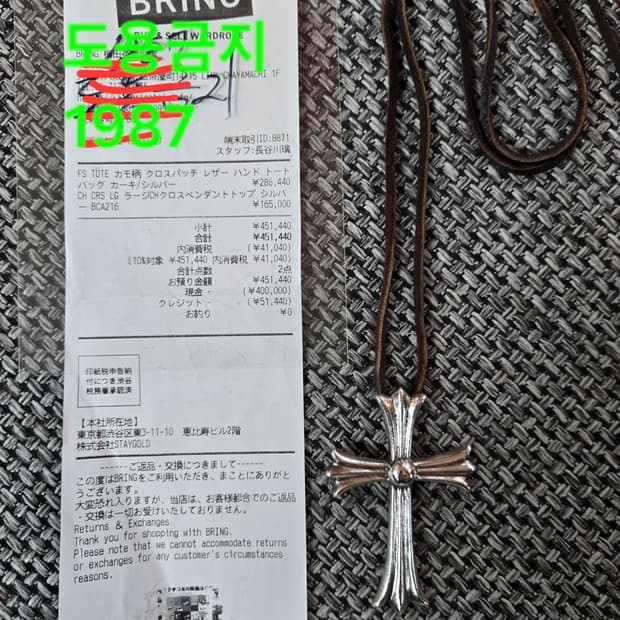 BRING
BUY & SELL WARDROBE
도용금지
1987
21
端末取引ID:8871
スタッフ:長谷川璃
FS TOTE カモ柄 クロスパッチ レザー ハンド トート
バッグ カーキ/シルバー
¥286,440
CH CRS LG ラージCHクロスペンダントトップ シルバ
ー BCA216 ¥165,000
小計 ¥451,440
合計 ¥451,440
内消費税 (¥41,040)
(10%対象 ¥451,440 内消費税 ¥41,040)
合計点数 2点
お預り金額 ¥451,440
現金 - (¥400,000)
クレジット - (¥51,440)
お釣り ¥0
印紙税申告納
付につき渋谷
税務署承認済
【本社所在地】
東京都渋谷区東3-11-10 恵比寿ビル2階
株式会社STAYGOLD
------ご返品・交換につきまして------
この度はBRINGをご利用いただき、まことにありがと
うございます。
大変恐れ入りますが、当店は、お客様都合でのご返品
・交換は一切お受けいたしておりません。
Returns & Exchanges
Thank you for shopping with BRING.
Please note that we cannot accommodate returns
or exchanges for any customer's circumstances
reasons.